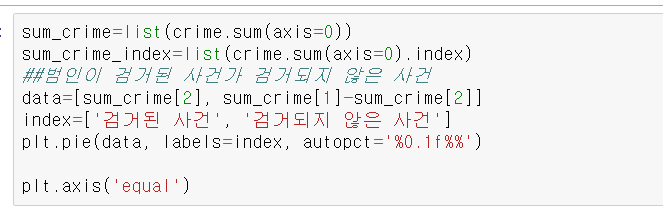 sum_crime=list(crime.sum(axis=0))
sum_crime_index=list(crime.sum(axis=0).index)
##범인이 검거된 사건가 검거되지 않은 사건
data=[sum_crime[2], sum_crime[1]-sum_crime[2]]
index=['검거된 사건', '검거되지 않은 사건']
plt.pie(data, labels=index, autopct='%0.1f%%')
plt.axis('equal')